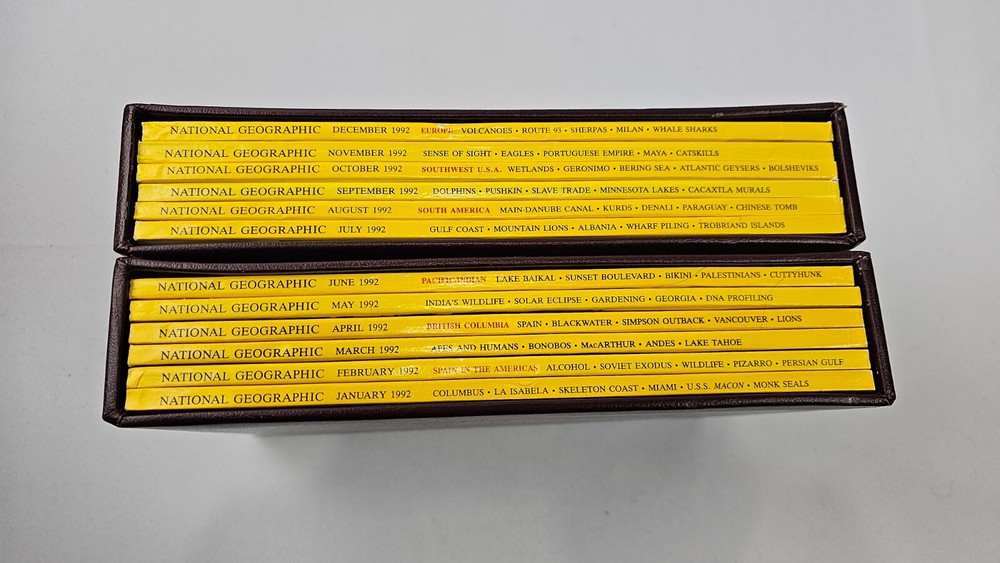 NATIONAL GEOGRAPHIC DECEMBER 1992 EUROPE VOLCANOES • ROUTE 93 • SHERPAS • MILAN • WHALE SHARKS
NATIONAL GEOGRAPHIC NOVEMBER 1992 SENSE OF SIGHT • EAGLES • PORTUGUESE EMPIRE • MAYA • CATSKILLS
NATIONAL GEOGRAPHIC OCTOBER 1992 SOUTHWEST U.S.A. WETLANDS • GERONIMO • BERING SEA • ATLANTIC GEYSERS • BOLSHEVIKS
NATIONAL GEOGRAPHIC SEPTEMBER 1992 DOLPHINS • PUSHKIN • SLAVE TRADE • MINNESOTA LAKES • CACAXTLA MURALS
NATIONAL GEOGRAPHIC AUGUST 1992 SOUTH AMERICA MAIN-DANUBE CANAL • KURDS • DENALI • PARAGUAY • CHINESE TOMB
NATIONAL GEOGRAPHIC JULY 1992 GULF COAST • MOUNTAIN LIONS • ALBANIA • WHARF PILING • TROBRIAND ISLANDS
NATIONAL GEOGRAPHIC JUNE 1992 PACIFIC/INDIAN LAKE BAIKAL • SUNSET BOULEVARD • BIKINI • PALESTINIANS • CUTTYHUNK
NATIONAL GEOGRAPHIC MAY 1992 INDIA'S WILDLIFE • SOLAR ECLIPSE • GARDENING • GEORGIA • DNA PROFILING
NATIONAL GEOGRAPHIC APRIL 1992 BRITISH COLUMBIA SPAIN • BLACKWATER • SIMPSON OUTBACK • VANCOUVER • LIONS
NATIONAL GEOGRAPHIC MARCH 1992 APES AND HUMANS • BONOBOS • MacARTHUR • ANDES • LAKE TAHOE
NATIONAL GEOGRAPHIC FEBRUARY 1992 SPAIN IN THE AMERICAS ALCOHOL • SOVIET EXODUS • WILDLIFE • PIZARRO • PERSIAN GULF
NATIONAL GEOGRAPHIC JANUARY 1992 COLUMBUS • LA ISABELA • SKELETON COAST • MIAMI • U.S.S. MACON • MONK SEALS